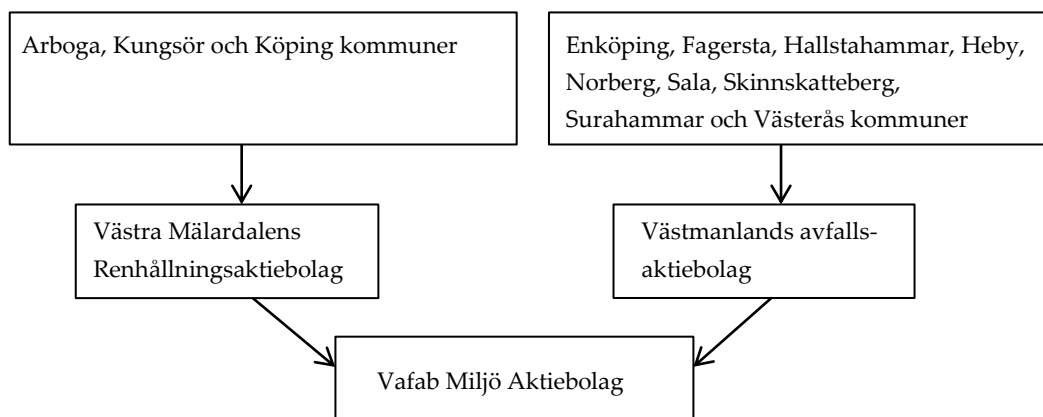 Arboga, Kungsör och Köping kommuner
Enköping, Fagersta, Hallstahammar, Heby,
Norberg, Sala, Skinnskatteberg,
Surahammar och Västerås kommuner
Västra Mälardalens
Renhållningsaktiebolag
Västmanlands avfalls-
aktiebolag
Vafab Miljö Aktiebolag